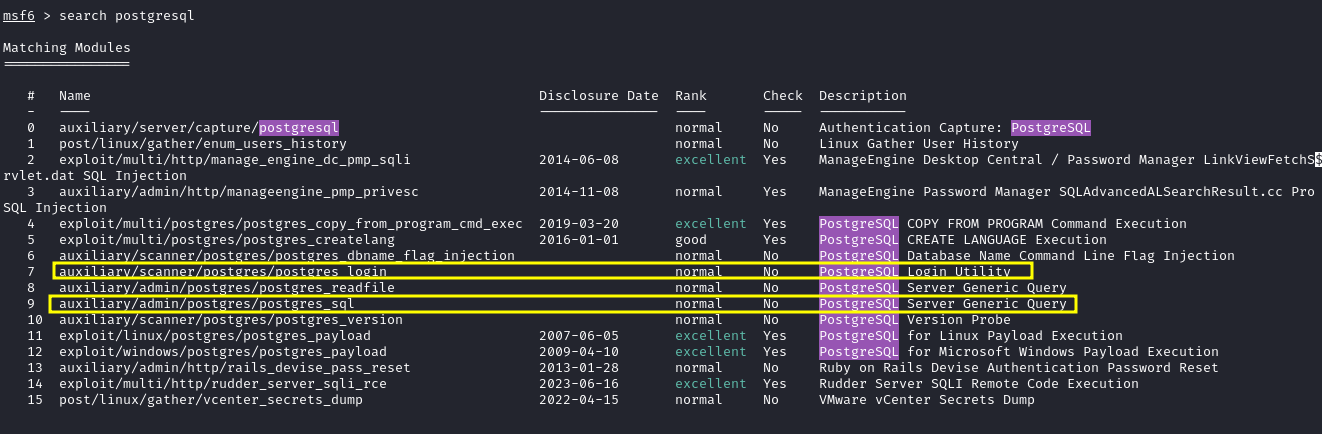 msf6 > search postgresql
Matching Modules
================
# Name Disclosure Date Rank Check Description
- ---- --------------- ---- ----- -----------
0 auxiliary/server/capture/postgresql normal No Authentication Capture: PostgreSQL
1 post/linux/gather/enum_users_history normal No Linux Gather User History
2 exploit/multi/http/manage_engine_dc_pmp_sqli 2014-06-08 excellent Yes ManageEngine Desktop Central / Password Manager LinkViewFetchS$
rvlet.dat SQL Injection
3 auxiliary/admin/http/manageengine_pmp_privesc 2014-11-08 normal Yes ManageEngine Password Manager SQLAdvancedALSearchResult.cc Pro
SQL Injection
4 exploit/multi/postgres/postgres_copy_from_program_cmd_exec 2019-03-20 excellent Yes PostgreSQL COPY FROM PROGRAM Command Execution
5 exploit/multi/postgres/postgres_createlang 2016-01-01 good Yes PostgreSQL CREATE LANGUAGE Execution
6 auxiliary/scanner/postgres/postgres_dbname_flag_injection normal No PostgreSQL Database Name Command Line Flag Injection
7 auxiliary/scanner/postgres/postgres_login normal No PostgreSQL Login Utility
8 auxiliary/admin/postgres/postgres_readfile normal No PostgreSQL Server Generic Query
9 auxiliary/admin/postgres/postgres_sql normal No PostgreSQL Server Generic Query
10 auxiliary/scanner/postgres/postgres_version normal No PostgreSQL Version Probe
11 exploit/linux/postgres/postgres_payload 2007-06-05 excellent Yes PostgreSQL for Linux Payload Execution
12 exploit/windows/postgres/postgres_payload 2009-04-10 excellent Yes PostgreSQL for Microsoft Windows Payload Execution
13 auxiliary/admin/http/rails_devise_pass_reset 2013-01-28 normal No Ruby on Rails Devise Authentication Password Reset
14 exploit/multi/http/rudder_server_sqli_rce 2023-06-16 excellent Yes Rudder Server SQLI Remote Code Execution
15 post/linux/gather/vcenter_secrets_dump 2022-04-15 normal No VMware vCenter Secrets Dump